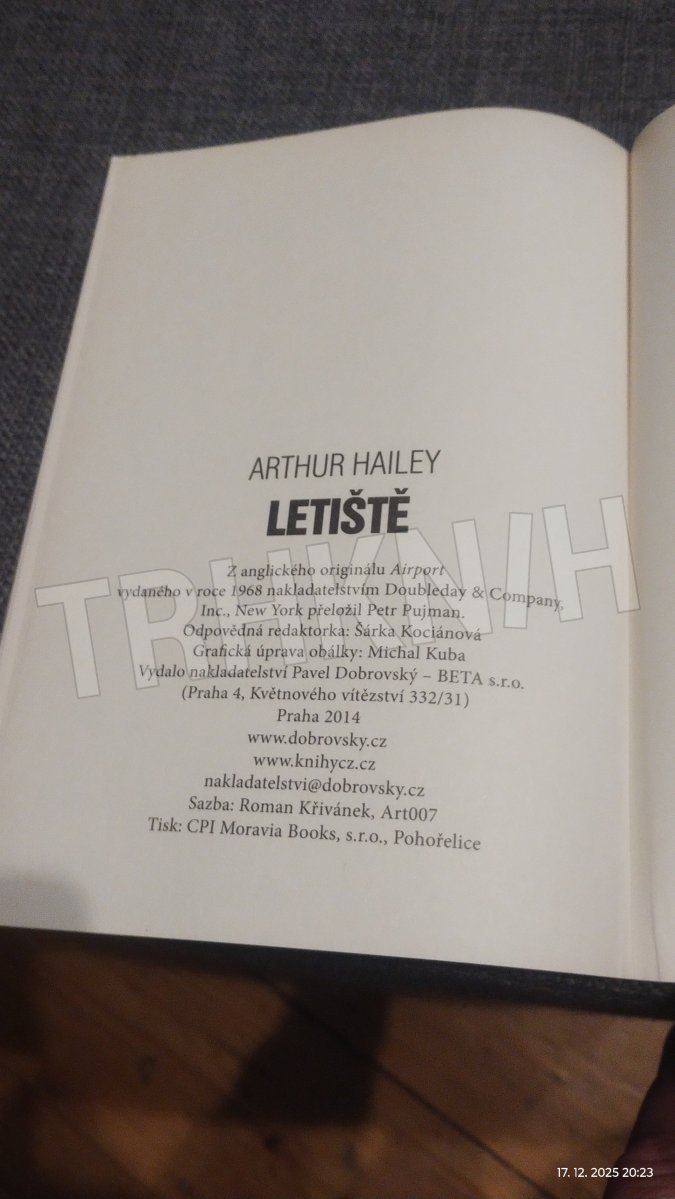 ARTHUR HAILEY
LETIŠTĚ
Z anglického originálu Airport
vydaného v roce 1968 nakladatelstvím Doubleday & Company,
Inc., New York přeložil Petr Pujman.
Odpovědná redaktorka: Šárka Kociánová
Grafická úprava obálky: Michal Kuba
Vydalo nakladatelství Pavel Dobrovský – BETA s.r.o.
(Praha 4, Květnového vítězství 332/31)
Praha 2014
www.dobrovsky.cz
www.knihycz.cz
nakladatelstvi@dobrovsky.cz
Sazba: Roman Křivánek, Art007
Tisk: CPI Moravia Books, s.r.o., Pohořelice
TRHKNIH
17. 12. 2025 20:23